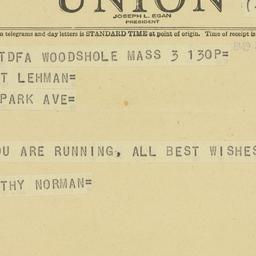 UNION
JOSEPH L. EGAN
PRESIDENT
n telegrams and day letters is STANDARD TIME at point of origin. Time of receipt is
TDFA WOODSHOLE MASS 3 130P=
T LEHMAN=
PARK AVE=
OU ARE RUNNING, ALL BEST WISHES
THY NORMAN=